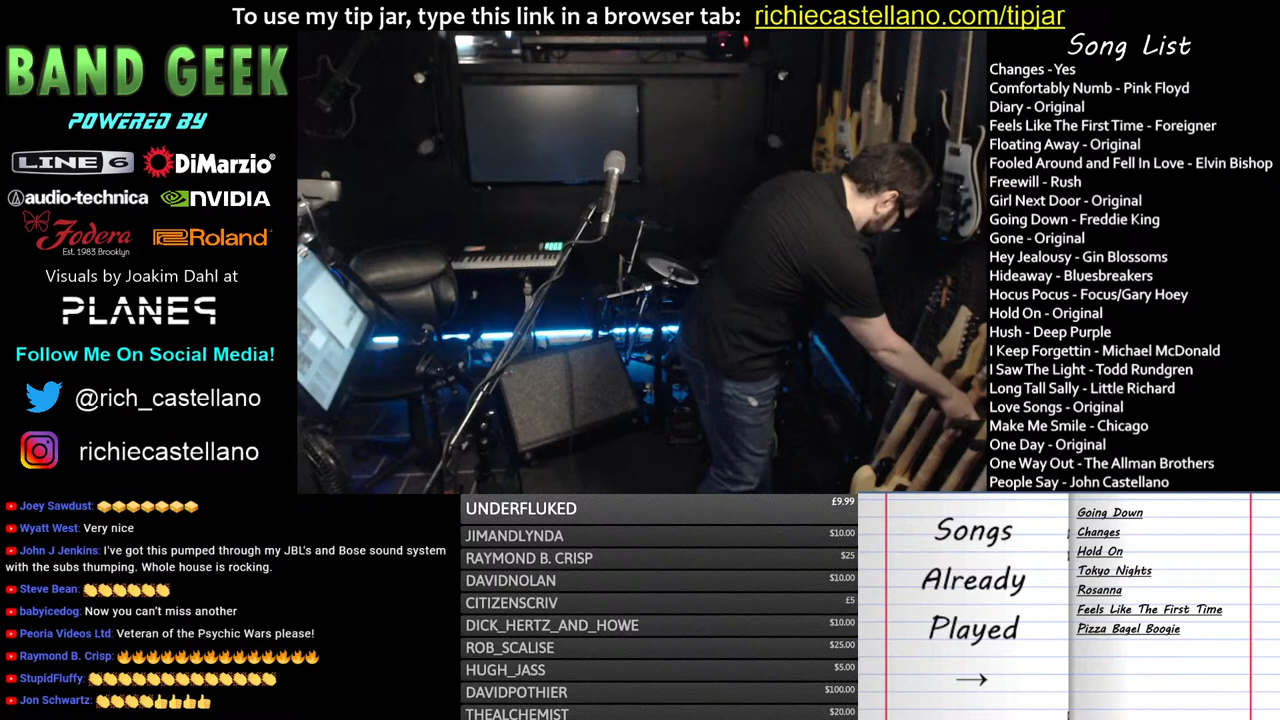 To use my tip jar, type this link in a browser tab: richiecastellano.com/tipjar
BAND GEEK
POWERED BY
LINE 6
DiMarzio®
audio-technica
NVIDIA
Fodera
Est. 1983 Brooklyn
Roland
Visuals by Joakim Dahl at
PLANE9
Follow Me On Social Media!
@rich_castellano
richiecastellano
Joey Sawdust:
Wyatt West: Very nice
John J Jenkins: I've got this pumped through my JBL's and Bose sound system
with the subs thumping. Whole house is rocking.
Steve Bean: 👏👏👏👏👏👏
babyicedog: Now you can't miss another
Peoria Videos Ltd: Veteran of the Psychic Wars please!
Raymond B. Crisp: 🔥🔥🔥🔥🔥🔥🔥🔥🔥🔥🔥🔥🔥🔥
StupidFluffy: 👏👏👏👏👏👏👏👏👏👏👏👏👏
Jon Schwartz: 👏👏👏👏👍👍👍👍
UNDERFLUKED £9.99
JIMANDLYNDA $10.00
RAYMOND B. CRISP $25
DAVIDNOLAN $10.00
CITIZENSCRIV £5
DICK_HERTZ_AND_HOWE $10.00
ROB_SCALISE $25.00
HUGH_JASS $5.00
DAVIDPOTHIER $100.00
THEALCHEMIST $20.00
Song List
Changes - Yes
Comfortably Numb - Pink Floyd
Diary - Original
Feels Like The First Time - Foreigner
Floating Away - Original
Fooled Around and Fell In Love - Elvin Bishop
Freewill - Rush
Girl Next Door - Original
Going Down - Freddie King
Gone - Original
Hey Jealousy - Gin Blossoms
Hideaway - Bluesbreakers
Hocus Pocus - Focus/Gary Hoey
Hold On - Original
Hush - Deep Purple
I Keep Forgettin - Michael McDonald
I Saw The Light - Todd Rundgren
Long Tall Sally - Little Richard
Love Songs - Original
Make Me Smile - Chicago
One Day - Original
One Way Out - The Allman Brothers
People Say - John Castellano
Songs
Already
Played
→
Going Down
Changes
Hold On
Tokyo Nights
Rosanna
Feels Like The First Time
Pizza Bagel Boogie